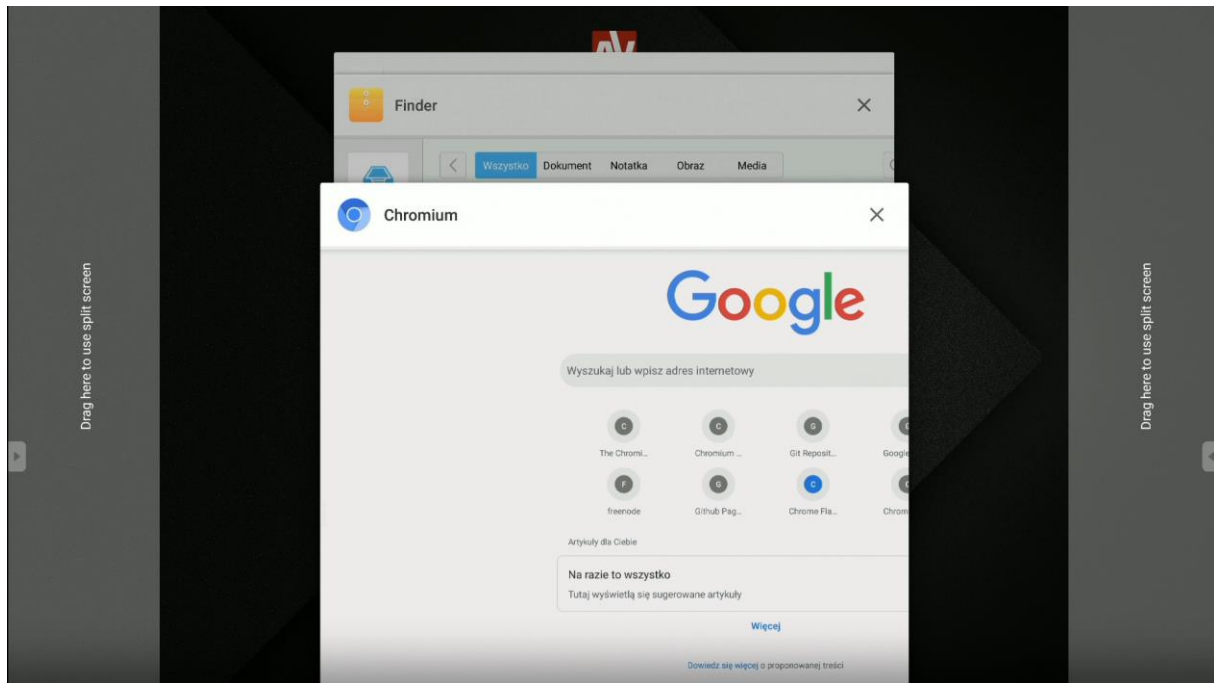 AV
Finder
Wszystko Dokument Notatka Obraz Media
Chromium
Google
Wyszukaj lub wpisz adres internetowy
C C G G
The Chromi... Chromium ... Git Reposit... Google
F G C C
freenode Github Pag... Chrome Fla... Chrom
Artykuły dla Ciebie
Na razie to wszystko
Tutaj wyświetlą się sugerowane artykuły
Więcej
Dowiedz się więcej o proponowanej treści
Drag here to use split screen
Drag here to use split screen